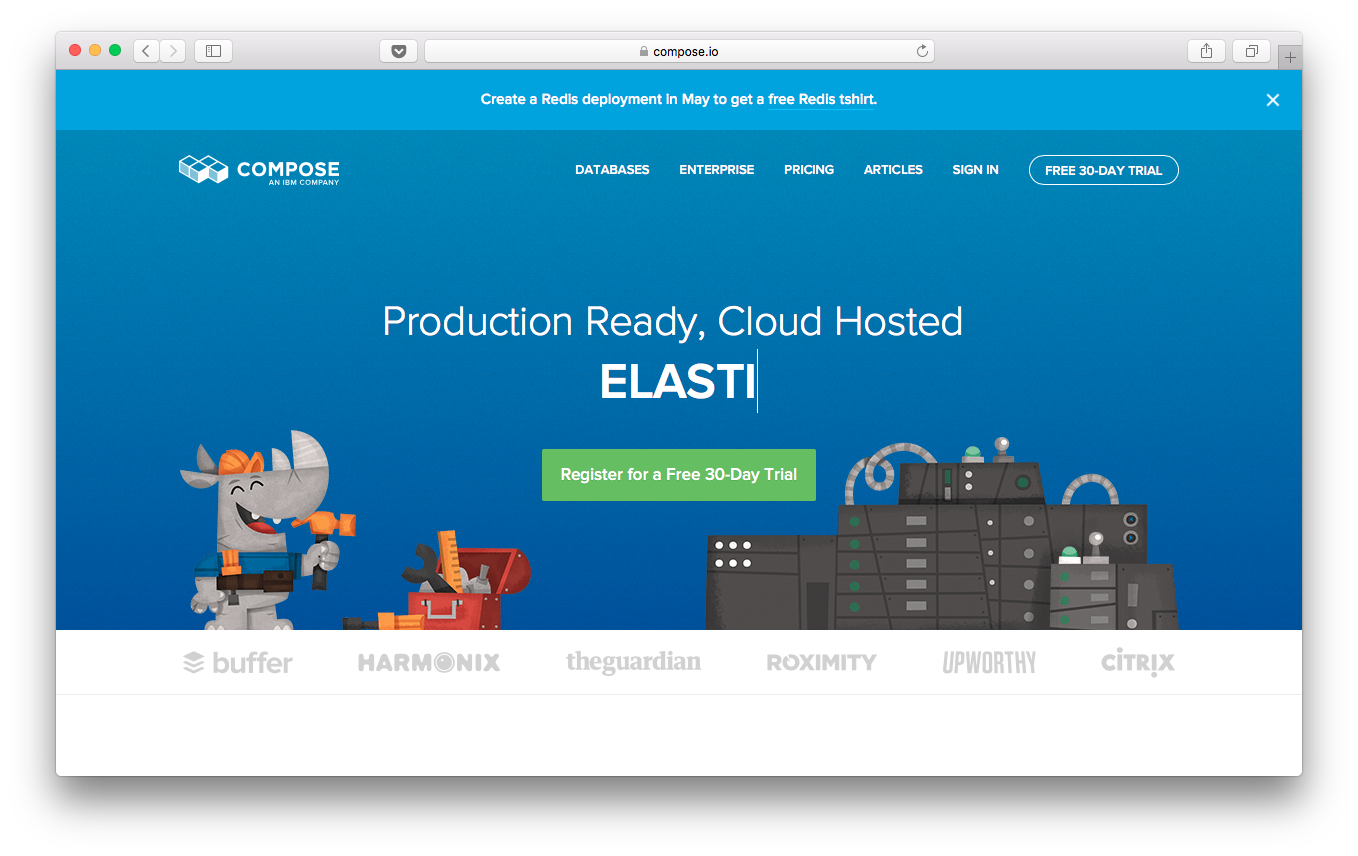 compose.io
Create a Redis deployment in May to get a free Redis tshirt.
COMPOSE
AN IBM COMPANY
DATABASES ENTERPRISE PRICING ARTICLES SIGN IN FREE 30-DAY TRIAL
Production Ready, Cloud Hosted
ELASTI
Register for a Free 30-Day Trial
buffer HARMONIX theguardian ROXIMITY UPWORTHY CiTRIX